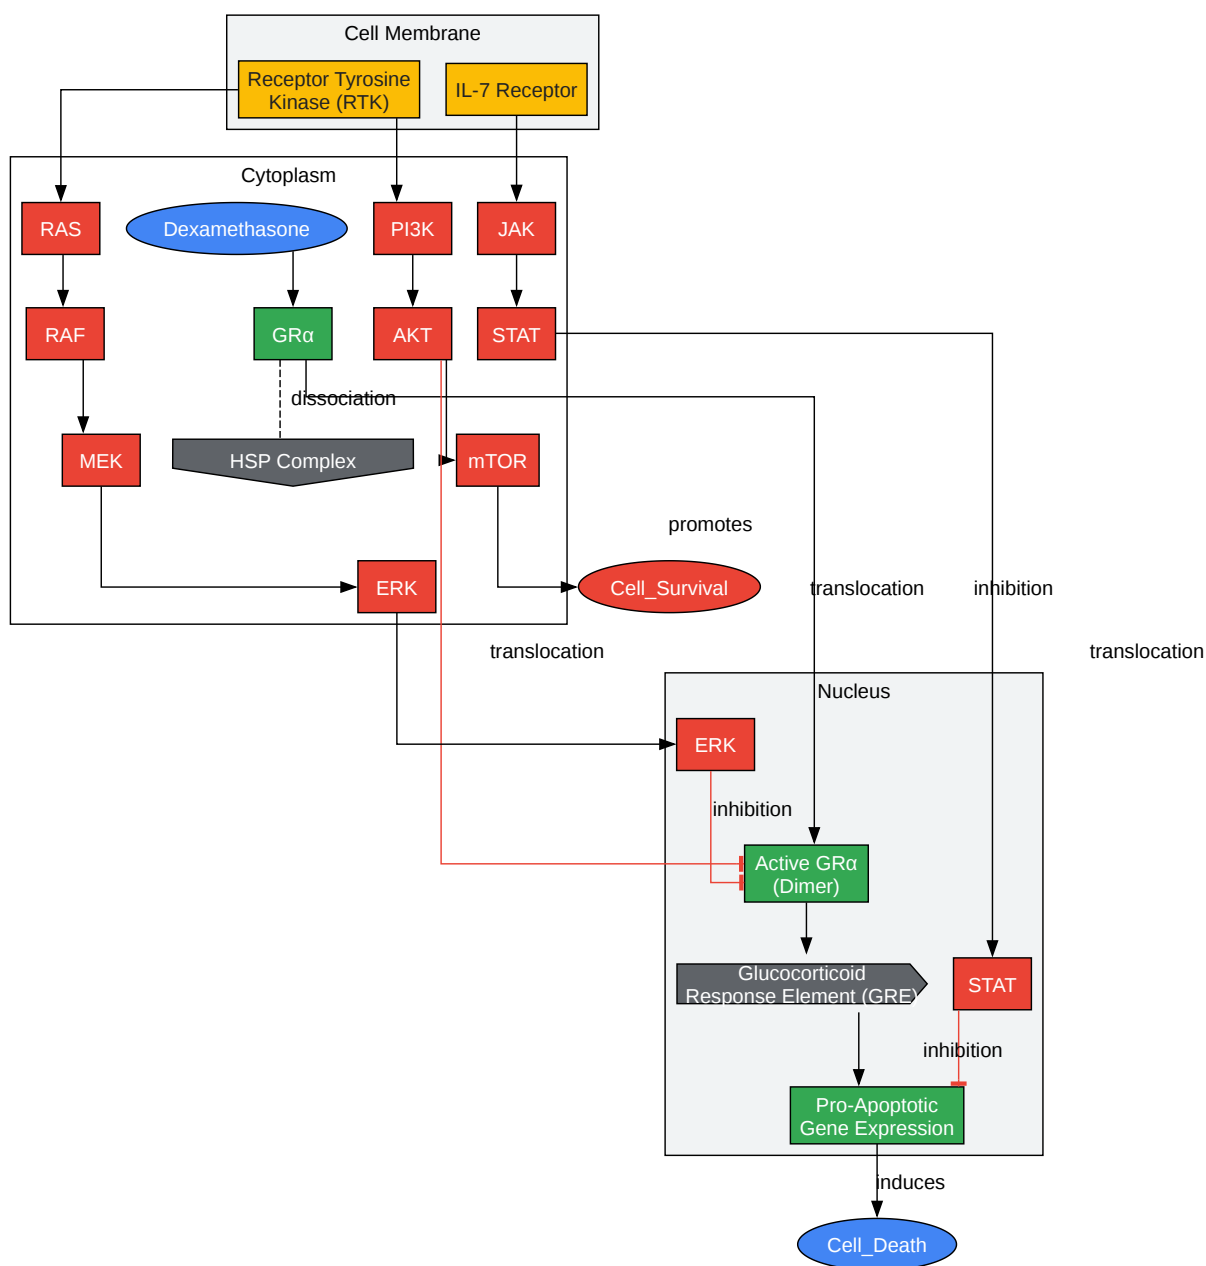 Cell Membrane
Receptor Tyrosine
Kinase (RTK)
IL-7 Receptor
Cytoplasm
RAS
Dexamethasone
PI3K
JAK
RAF
GRα
AKT
STAT
dissociation
MEK
HSP Complex
mTOR
promotes
ERK
Cell_Survival
translocation
inhibition
translocation
translocation
Nucleus
ERK
inhibition
Active GRα
(Dimer)
Glucocorticoid
Response Element (GRE)
STAT
inhibition
Pro-Apoptotic
Gene Expression
induces
Cell_Death